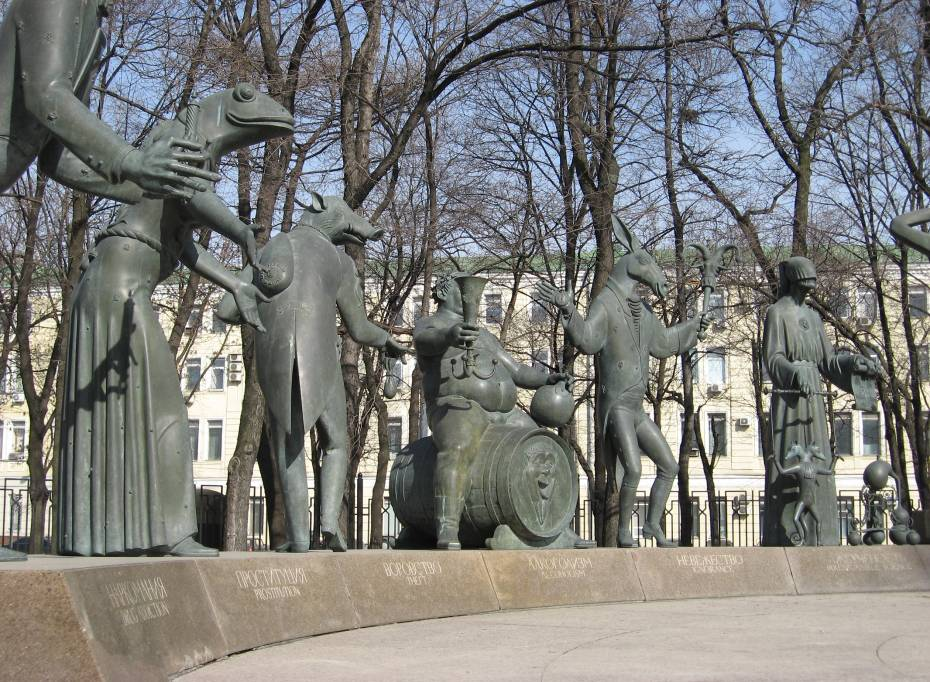 НАРКОМАНИЯ
DRUG ADDICTION
ПРОСТИТУЦИЯ
PROSTITUTION
ВОРОВСТВО
THEFT
АЛКОГОЛИЗМ
ALCOHOLISM
НЕВЕЖЕСТВО
IGNORANCE